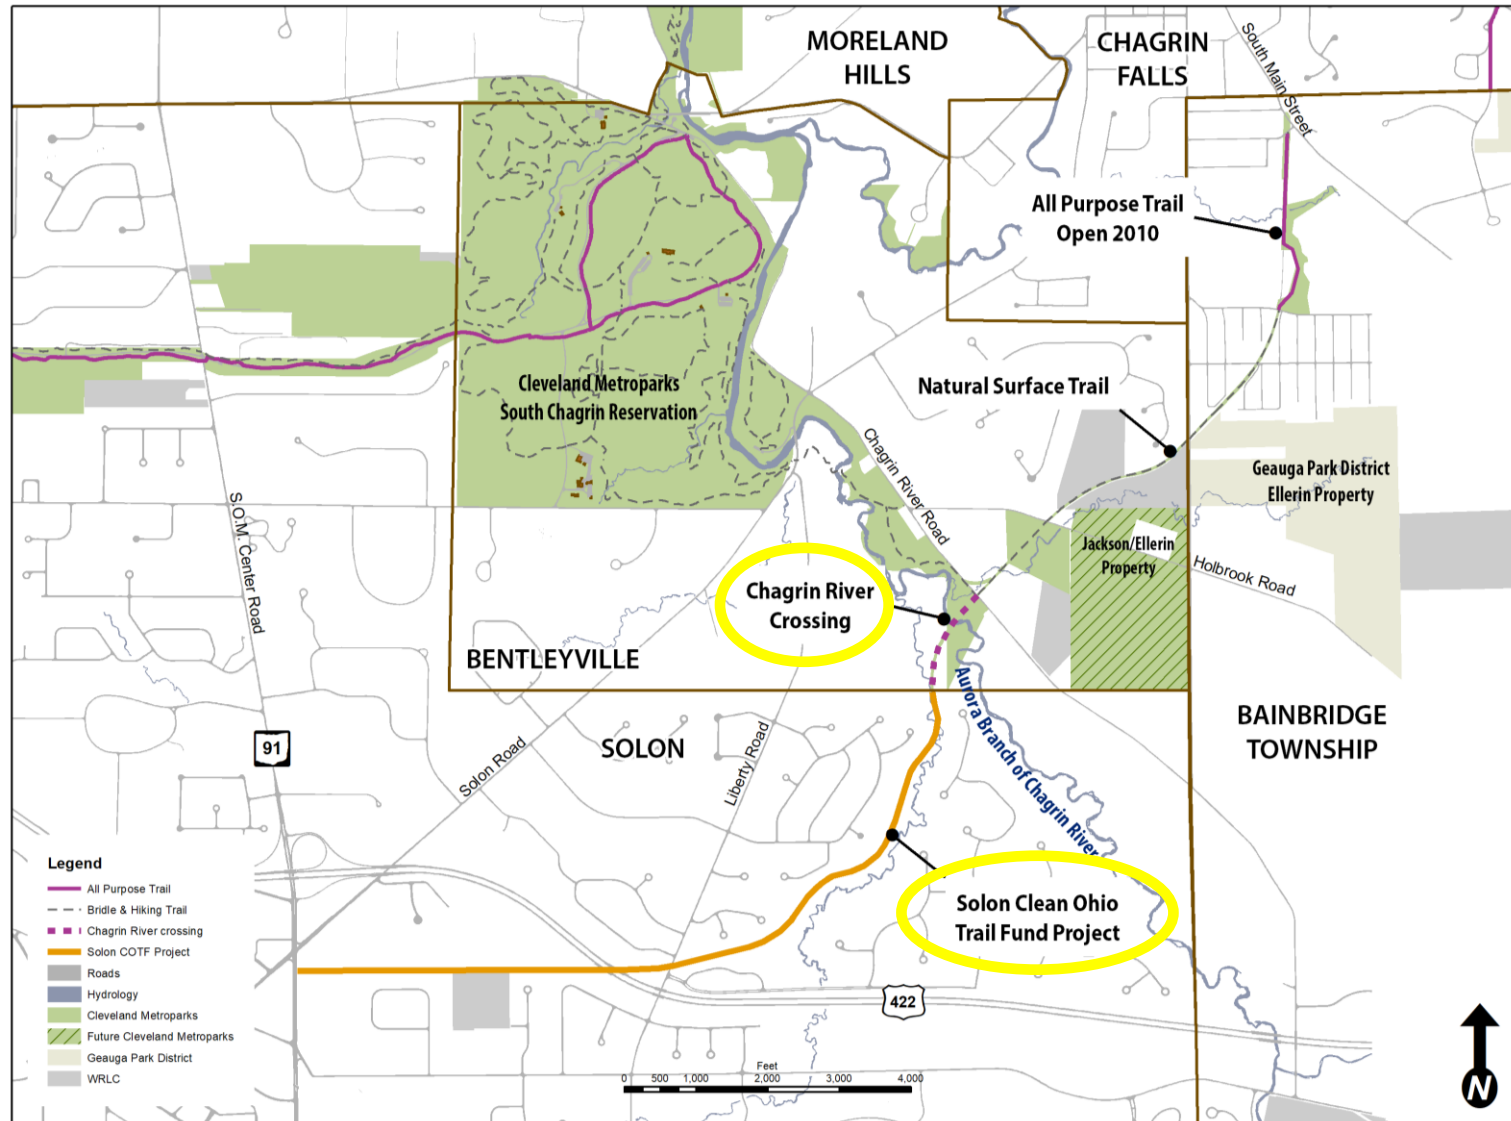 MORELAND
HILLS
CHAGRIN
FALLS
South Main Street
All Purpose Trail
Open 2010
Natural Surface Trail
Cleveland Metroparks
South Chagrin Reservation
Chagrin River Road
Geauga Park District
Ellerin Property
S.O.M. Center Road
Jackson/Ellerin
Property
Holbrook Road
Chagrin River
Crossing
BENTLEYVILLE
Aurora Branch of Chagrin River
BAINBRIDGE
TOWNSHIP
91
SOLON
Solon Road
Liberty Road
Solon Clean Ohio
Trail Fund Project
422
Legend
All Purpose Trail
Bridle & Hiking Trail
Chagrin River crossing
Solon COTF Project
Roads
Hydrology
Cleveland Metroparks
Future Cleveland Metroparks
Geauga Park District
WRLC
Feet
0 500 1,000 2,000 3,000 4,000
N